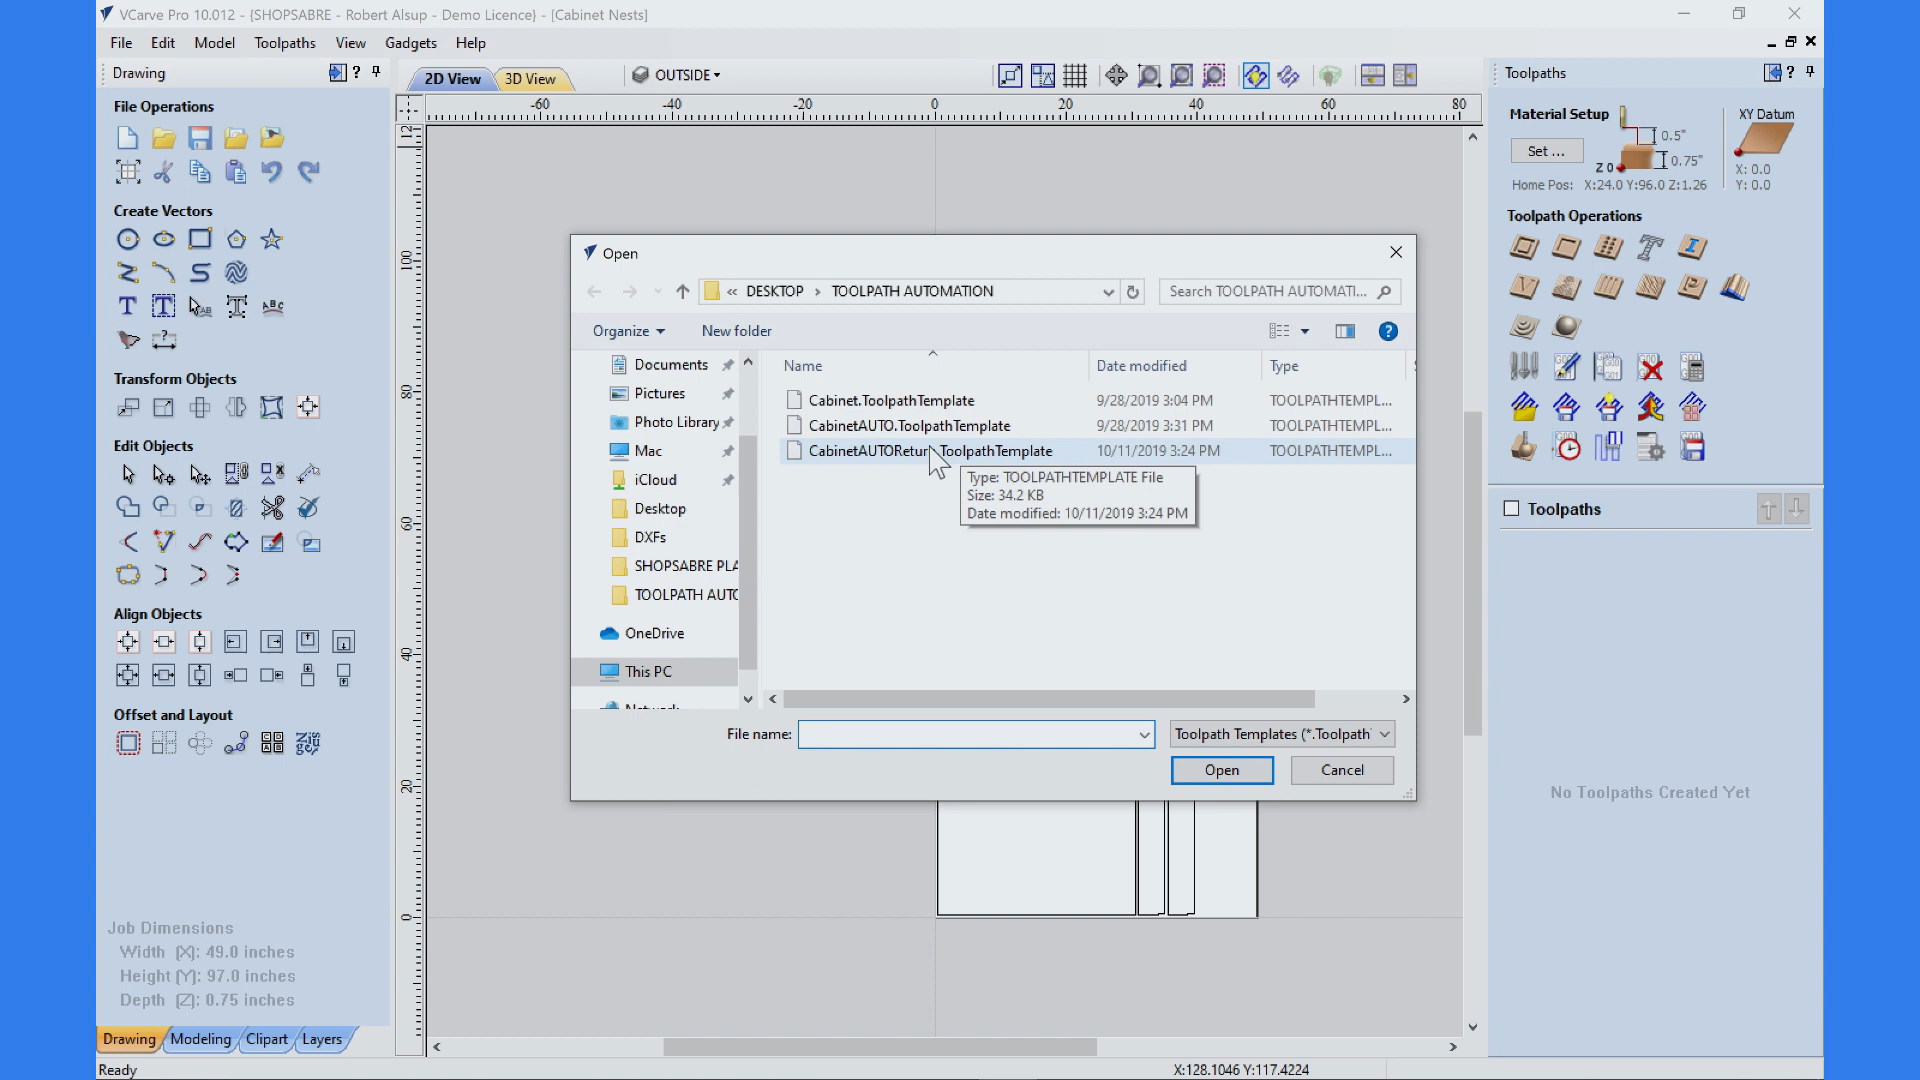 VCarve Pro 10.012 - {SHOPSABRE - Robert Alsup - Demo Licence} - [Cabinet Nests]
File Edit Model Toolpaths View Gadgets Help
Drawing
File Operations
Create Vectors
Transform Objects
Edit Objects
Align Objects
Offset and Layout
Job Dimensions
Width (X): 49.0 inches
Height (Y): 97.0 inches
Depth (Z): 0.75 inches
Drawing Modeling Clipart Layers
Ready
2D View 3D View
OUTSIDE
-60 -40 -20 0 20 40 60 80
12
100
80
60
40
20
0
Open
« DESKTOP › TOOLPATH AUTOMATION
Search TOOLPATH AUTOMATI...
Organize New folder
Documents
Pictures
Photo Library
Mac
iCloud
Desktop
DXFs
SHOPSABRE PLA
TOOLPATH AUTO
OneDrive
This PC
Network
Name Date modified Type
Cabinet.ToolpathTemplate 9/28/2019 3:04 PM TOOLPATHTEMPL...
CabinetAUTO.ToolpathTemplate 9/28/2019 3:31 PM TOOLPATHTEMPL...
CabinetAUTOReturn.ToolpathTemplate 10/11/2019 3:24 PM TOOLPATHTEMPL...
Type: TOOLPATHTEMPLATE File
Size: 34.2 KB
Date modified: 10/11/2019 3:24 PM
File name:
Toolpath Templates (*.Toolpath
Open Cancel
X:128.1046 Y:117.4224
Toolpaths
Material Setup
Set ...
0.5"
0.75"
Z 0
XY Datum
X: 0.0
Y: 0.0
Home Pos: X:24.0 Y:96.0 Z:1.26
Toolpath Operations
Toolpaths
No Toolpaths Created Yet